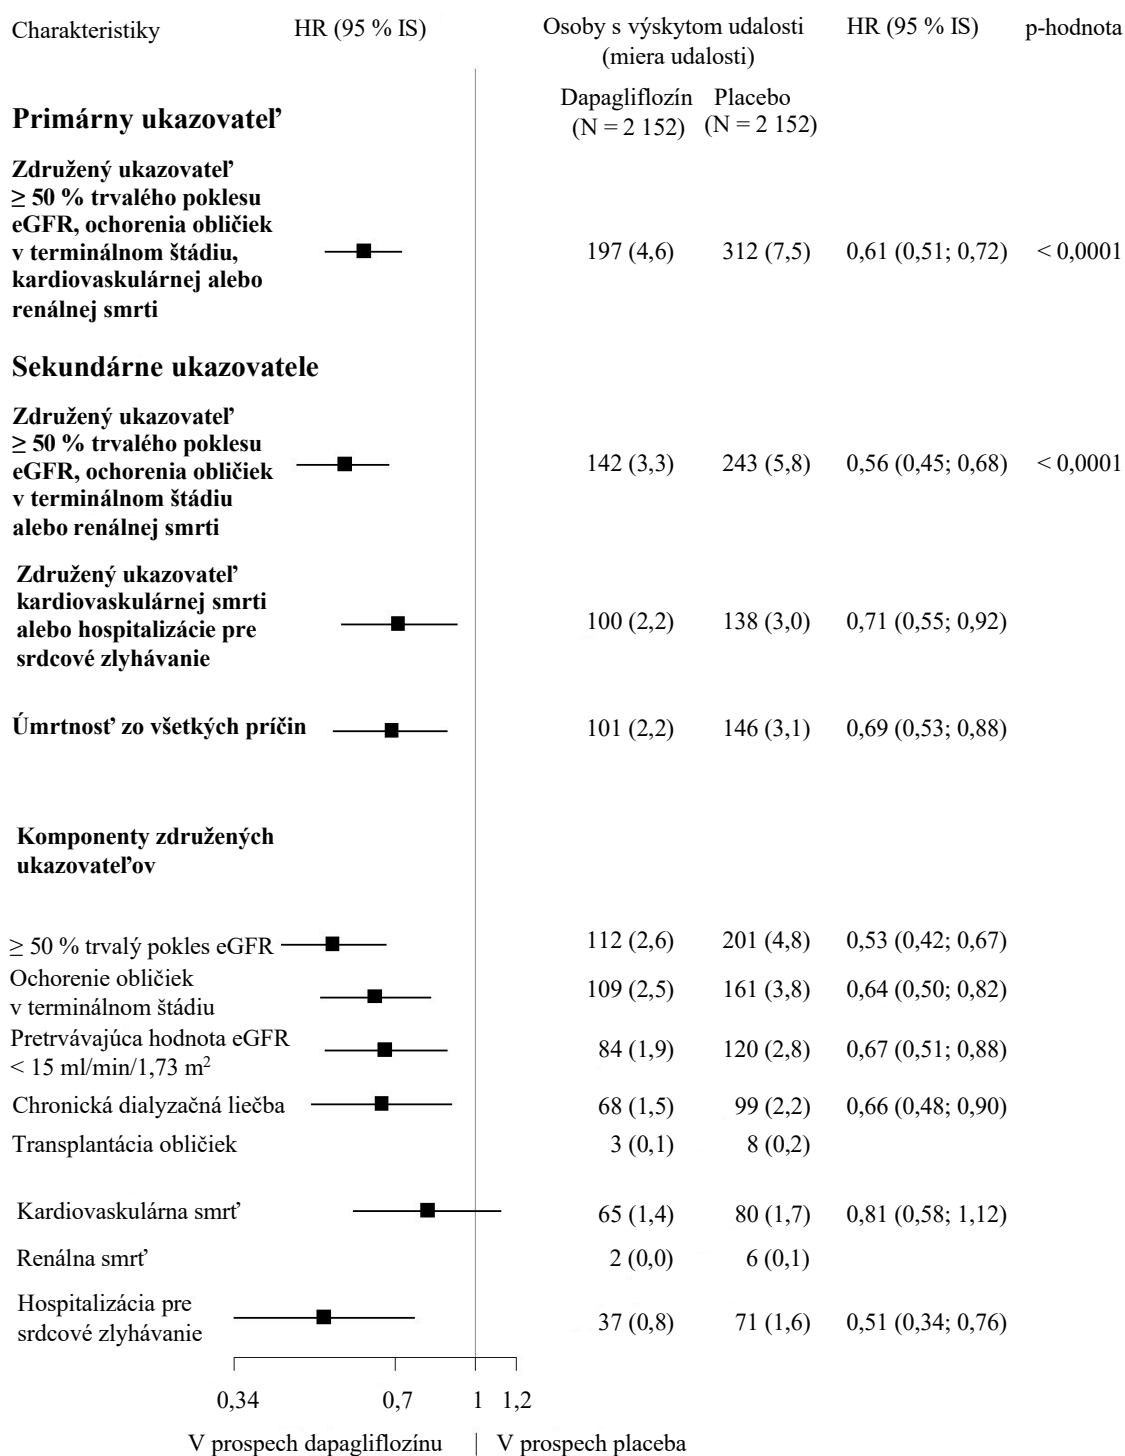 Charakteristiky HR (95 % IS) Osoby s výskytom udalosti HR (95 % IS) p-hodnota
(miera udalosti)
Dapagliflozín Placebo
Primárny ukazovateľ (N = 2 152) (N = 2 152)
Združený ukazovateľ
≥ 50 % trvalého poklesu
eGFR, ochorenia obličiek
v terminálnom štádiu, 197 (4,6) 312 (7,5) 0,61 (0,51; 0,72) < 0,0001
kardiovaskulárnej alebo
renálnej smrti
Sekundárne ukazovatele
Združený ukazovateľ
≥ 50 % trvalého poklesu
eGFR, ochorenia obličiek 142 (3,3) 243 (5,8) 0,56 (0,45; 0,68) < 0,0001
v terminálnom štádiu
alebo renálnej smrti
Združený ukazovateľ
kardiovaskulárnej smrti
alebo hospitalizácie pre 100 (2,2) 138 (3,0) 0,71 (0,55; 0,92)
srdcové zlyhávanie
Úmrtnosť zo všetkých príčin 101 (2,2) 146 (3,1) 0,69 (0,53; 0,88)
Komponenty združených
ukazovateľov
≥ 50 % trvalý pokles eGFR 112 (2,6) 201 (4,8) 0,53 (0,42; 0,67)
Ochorenie obličiek 109 (2,5) 161 (3,8) 0,64 (0,50; 0,82)
v terminálnom štádiu
Pretrvávajúca hodnota eGFR 84 (1,9) 120 (2,8) 0,67 (0,51; 0,88)
< 15 ml/min/1,73 m²
Chronická dialyzačná liečba 68 (1,5) 99 (2,2) 0,66 (0,48; 0,90)
Transplantácia obličiek 3 (0,1) 8 (0,2)
Kardiovaskulárna smrť 65 (1,4) 80 (1,7) 0,81 (0,58; 1,12)
Renálna smrť 2 (0,0) 6 (0,1)
Hospitalizácia pre
srdcové zlyhávanie 37 (0,8) 71 (1,6) 0,51 (0,34; 0,76)
0,34 0,7 1 1,2
V prospech dapagliflozínu | V prospech placeba